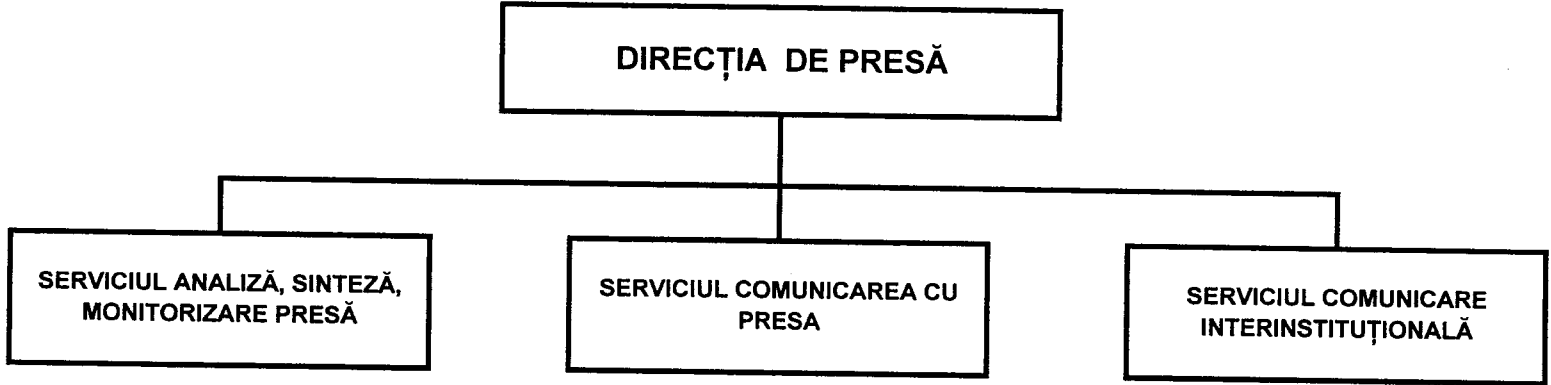 DIRECȚIA DE PRESĂ
SERVICIUL ANALIZĂ, SINTEZĂ,
MONITORIZARE PRESĂ
SERVICIUL COMUNICAREA CU
PRESA
SERVICIUL COMUNICARE
INTERINSTITUȚIONALĂ